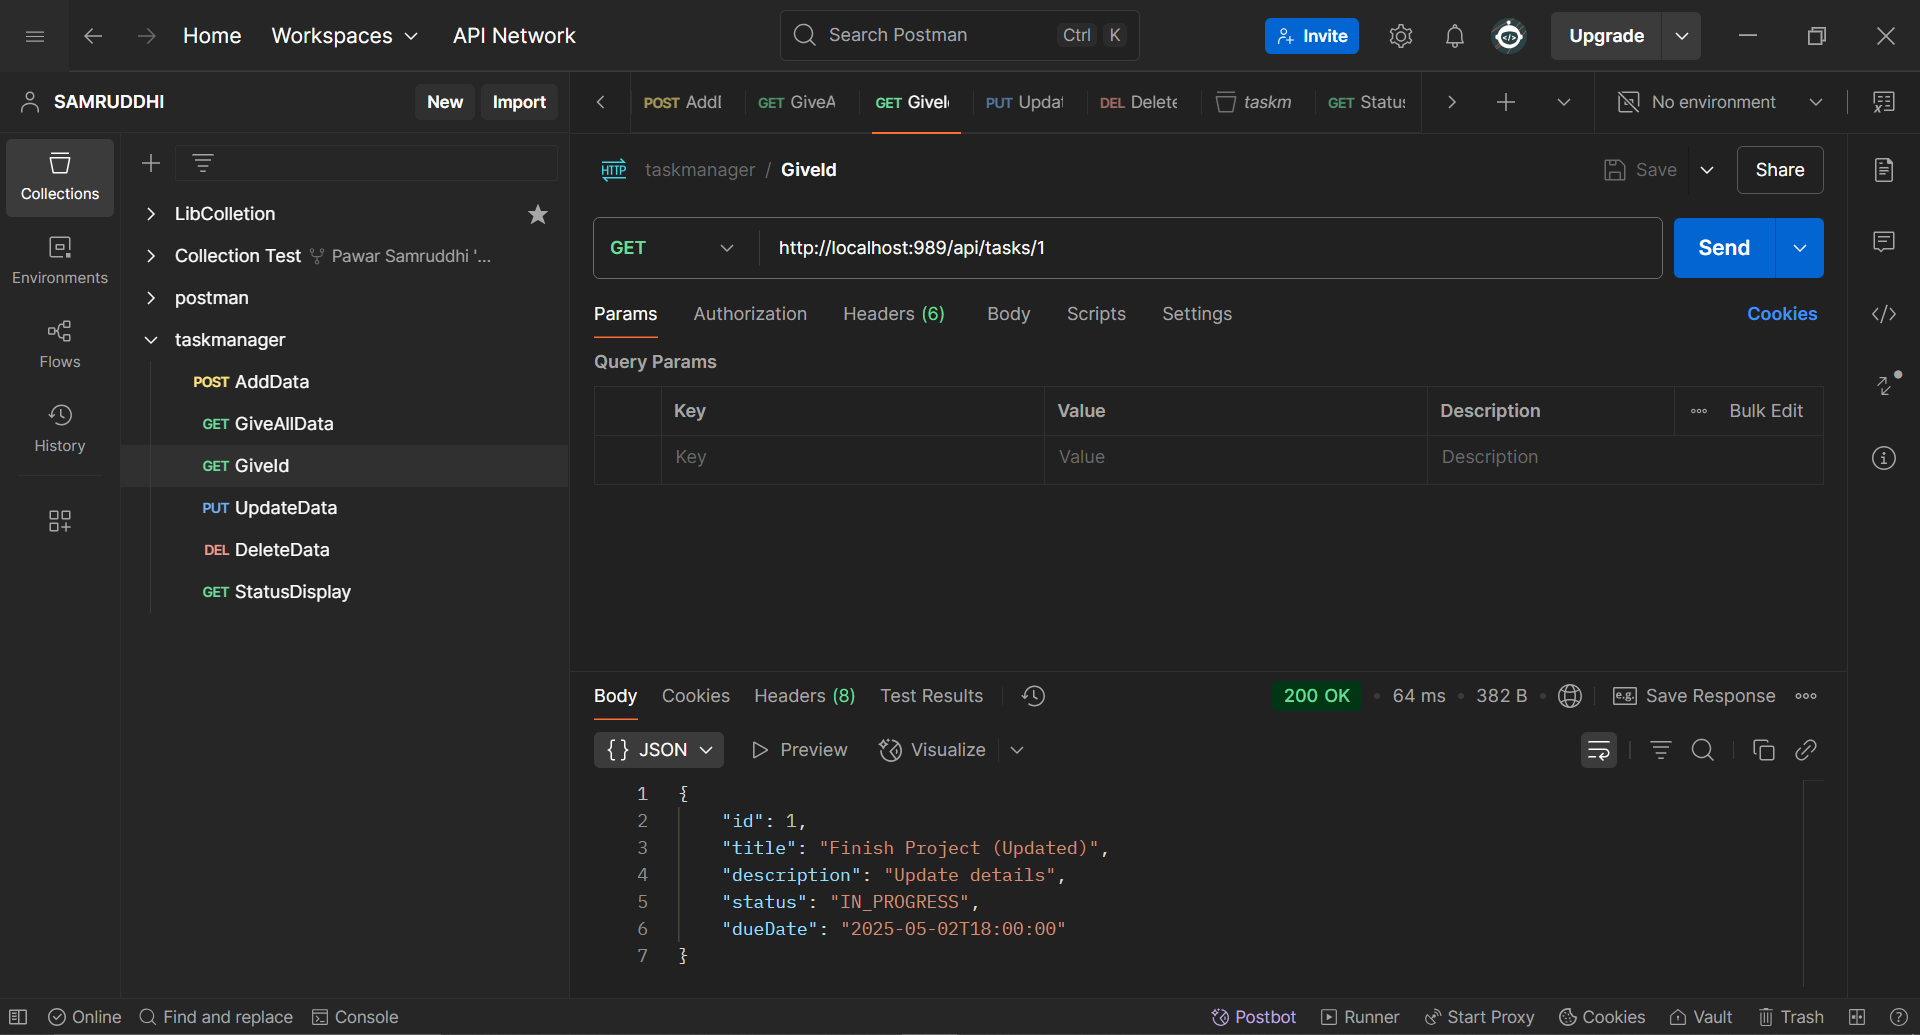 Home Workspaces API Network Search Postman Ctrl K Invite Upgrade
SAMRUDDHI New Import
POST AddI GET GiveA GET GiveI PUT Updat DEL Delete taskm GET Status No environment
Collections
Environments
Flows
History
LibColletion
Collection Test Pawar Samruddhi '...
postman
taskmanager
POST AddData
GET GiveAllData
GET GiveId
PUT UpdateData
DEL DeleteData
GET StatusDisplay
HTTP taskmanager / GiveId Save Share
GET http://localhost:989/api/tasks/1 Send
Params Authorization Headers (6) Body Scripts Settings Cookies
Query Params
Key Value Description Bulk Edit
Key Value Description
Body Cookies Headers (8) Test Results 200 OK • 64 ms • 382 B • e.g. Save Response
{} JSON Preview Visualize
1 {
2 "id": 1,
3 "title": "Finish Project (Updated)",
4 "description": "Update details",
5 "status": "IN_PROGRESS",
6 "dueDate": "2025-05-02T18:00:00"
7 }
Online Find and replace Console Postbot Runner Start Proxy Cookies Vault Trash